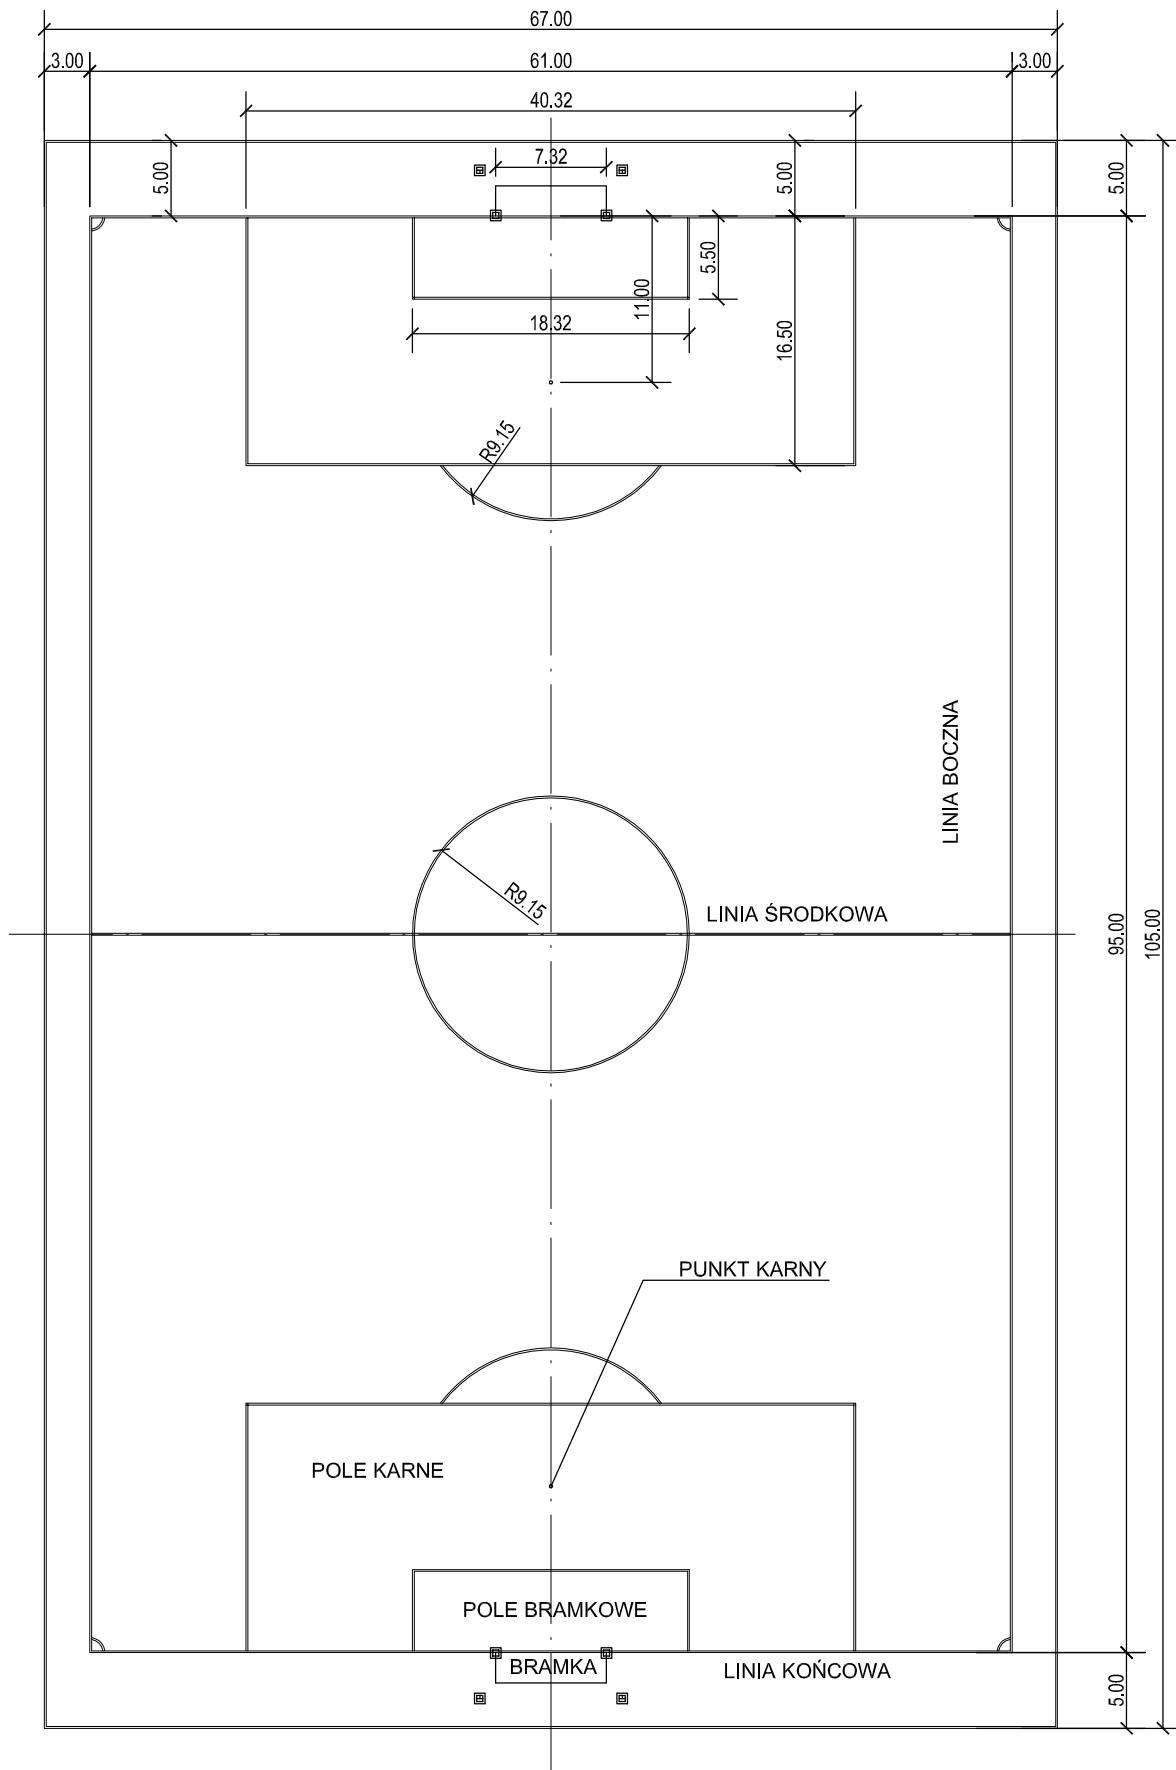 67.00
3.00
61.00
3.00
40.32
7.32
5.00
5.00
5.00
5.50
11.00
18.32
16.50
R9.15
LINIA BOCZNA
R9.15
LINIA ŚRODKOWA
95.00
105.00
PUNKT KARNY
POLE KARNE
POLE BRAMKOWE
BRAMKA
LINIA KOŃCOWA
5.00